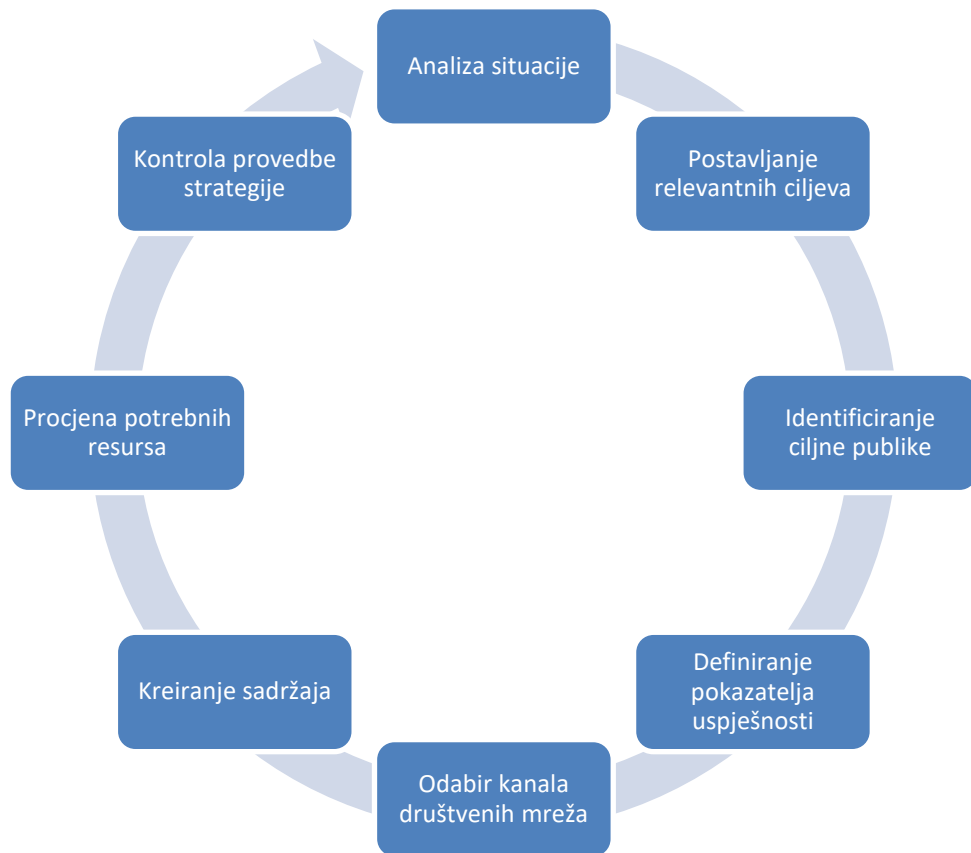 Analiza situacije
Postavljanje
relevantnih ciljeva
Identificiranje
ciljne publike
Definiranje
pokazatelja
uspješnosti
Odabir kanala
društvenih mreža
Kreiranje sadržaja
Procjena potrebnih
resursa
Kontrola provedbe
strategije